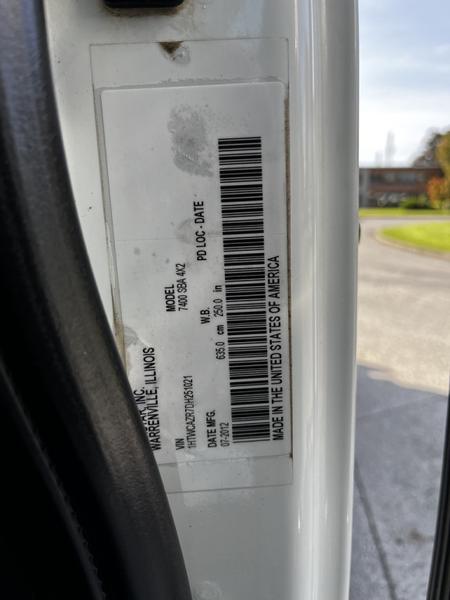 INC.
WARRENVILLE, ILLINOIS
VIN
MODEL
1HTWCAZR7DH251021
7400 SBA 4X2
DATE MFG.
W.B.
PD LOC - DATE
07-2012
635.0 cm 250.0 in
MADE IN THE UNITED STATES OF AMERICA